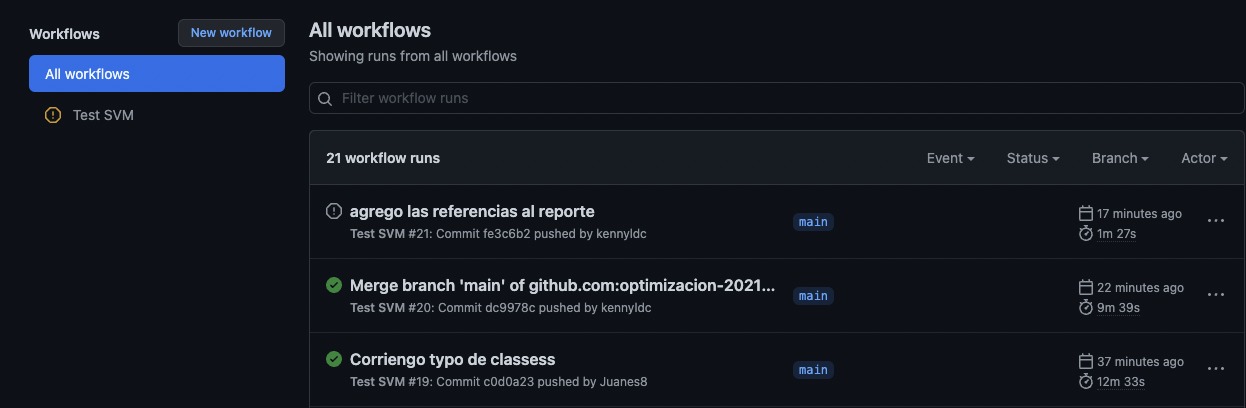 Workflows
New workflow
All workflows
Test SVM
All workflows
Showing runs from all workflows
Filter workflow runs
21 workflow runs
Event
Status
Branch
Actor
agrego las referencias al reporte
Test SVM #21: Commit fe3c6b2 pushed by kennyldc
main
17 minutes ago
1m 27s
Merge branch 'main' of github.com:optimizacion-2021...
Test SVM #20: Commit dc9978c pushed by kennyldc
main
22 minutes ago
9m 39s
Corriengo typo de classess
Test SVM #19: Commit c0d0a23 pushed by Juanes8
main
37 minutes ago
12m 33s